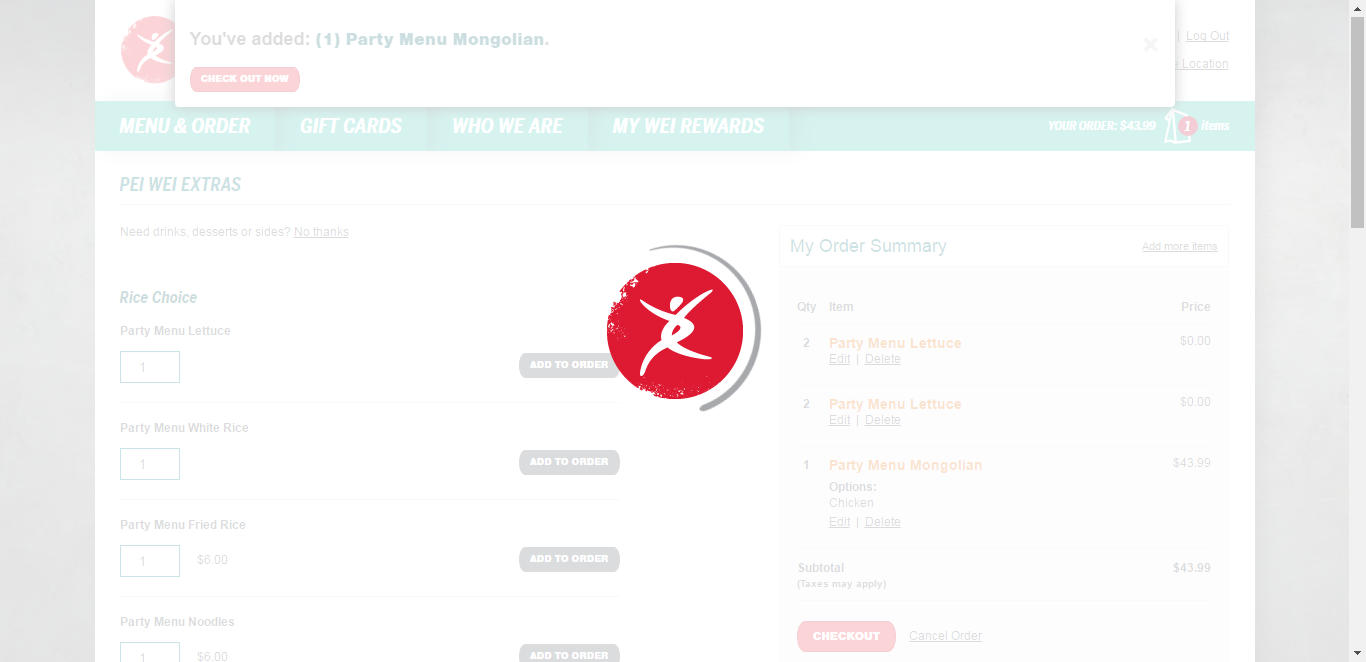 You've added: (1) Party Menu Mongolian.
CHECK OUT NOW
| Log Out
Location
MENU & ORDER GIFT CARDS WHO WE ARE MY WEI REWARDS YOUR ORDER: $43.99 1 items
PEI WEI EXTRAS
Need drinks, desserts or sides? No thanks
My Order Summary Add more items
Rice Choice
Qty Item Price
Party Menu Lettuce
1 ADD TO ORDER
2 Party Menu Lettuce $0.00
Edit | Delete
2 Party Menu Lettuce $0.00
Edit | Delete
Party Menu White Rice
1 ADD TO ORDER
1 Party Menu Mongolian $43.99
Options:
Chicken
Edit | Delete
Party Menu Fried Rice
1 $6.00 ADD TO ORDER
Subtotal $43.99
(Taxes may apply)
Party Menu Noodles
1 $6.00 ADD TO ORDER
CHECKOUT Cancel Order